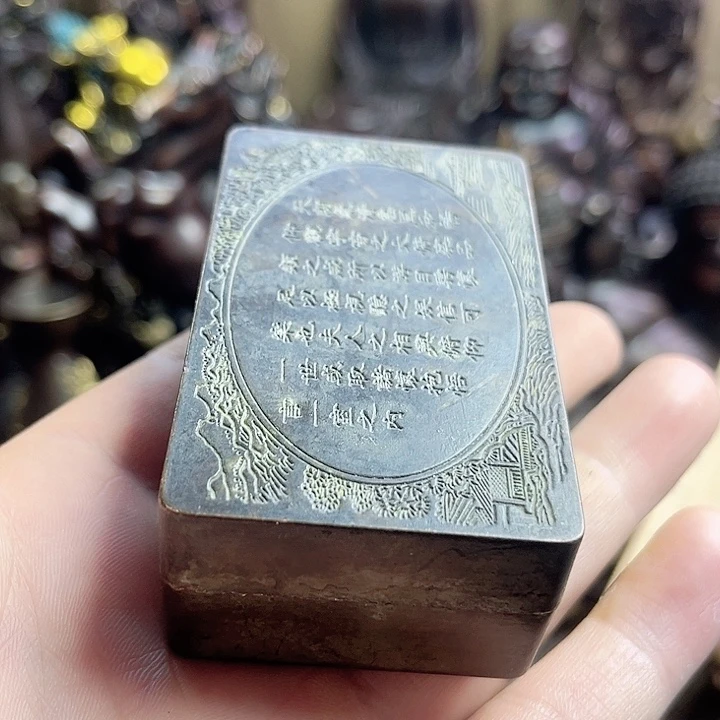 天朗氣清惠風和暢
仰觀宇宙之大俯察品
類之盛所以遊目騁懷
足以極視聽之娛信可
樂也夫人之相與俯仰
一世或取諸懷抱悟
言一室之内